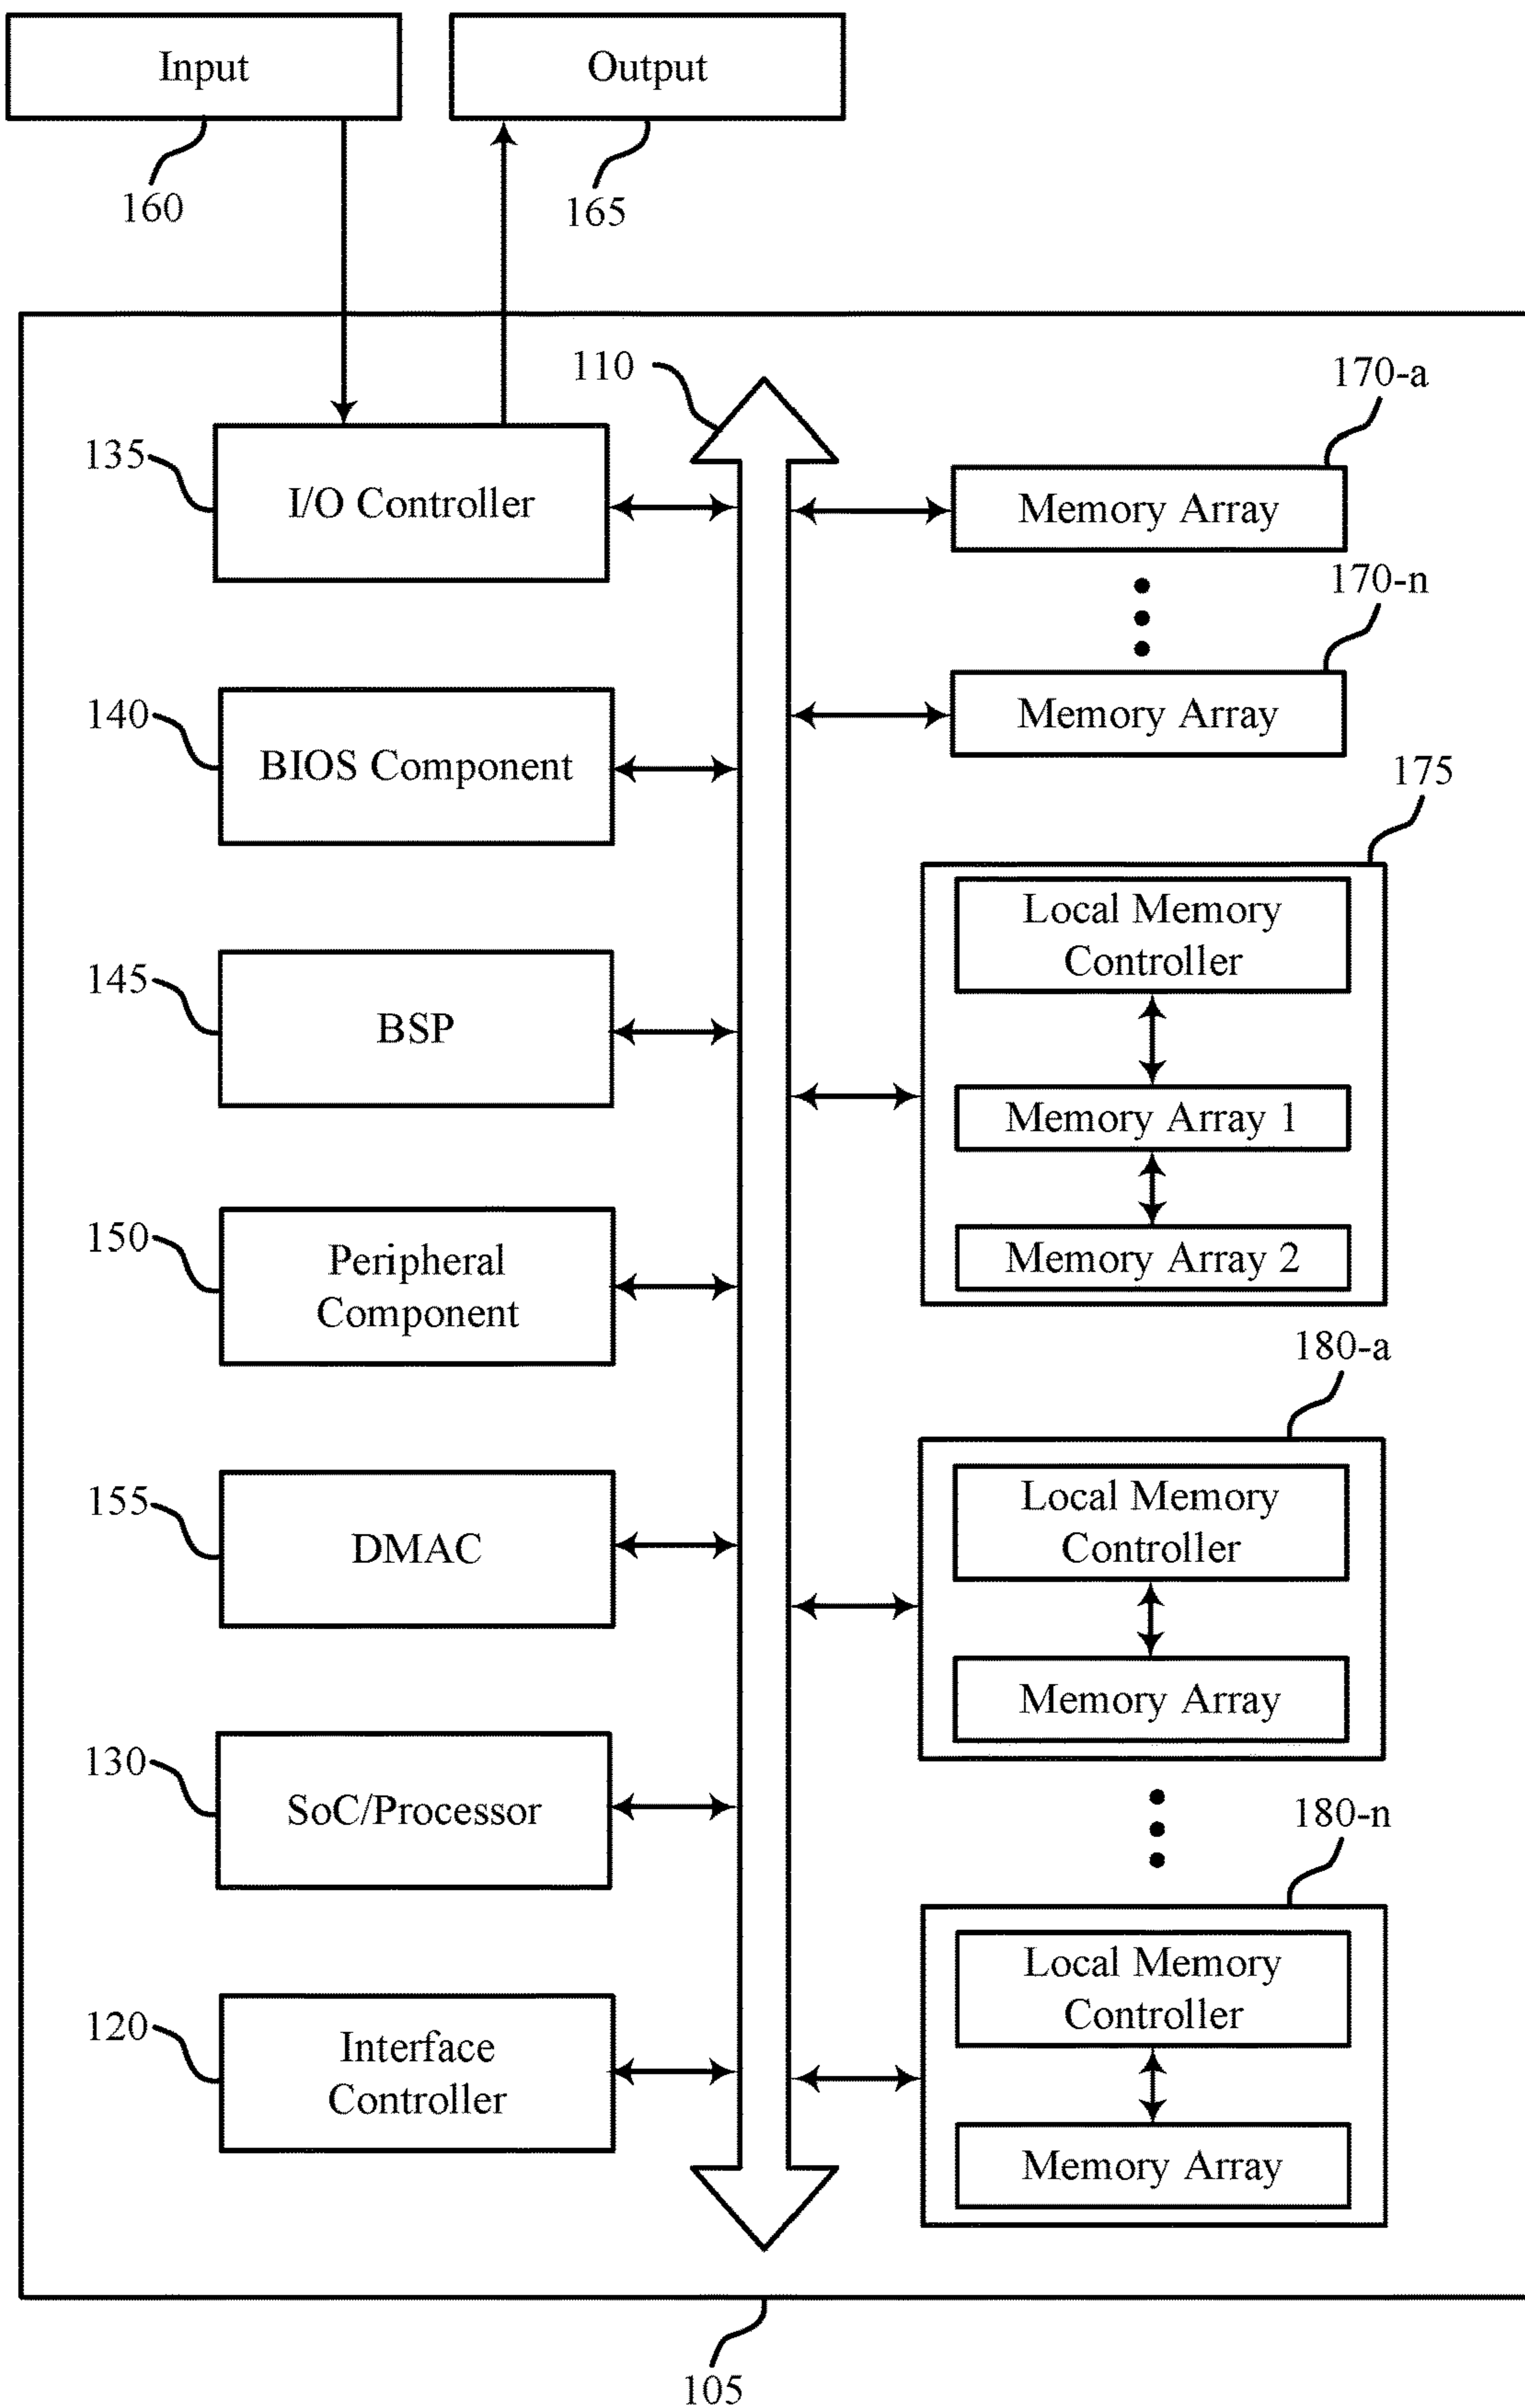 Input
Output
160
165
110
170-a
135
I/O Controller
Memory Array
170-n
140
BIOS Component
Memory Array
175
Local Memory
Controller
145
BSP
Memory Array 1
150
Peripheral
Component
Memory Array 2
180-a
155
DMAC
Local Memory
Controller
Memory Array
130
SoC/Processor
180-n
120
Interface
Controller
Local Memory
Controller
Memory Array
105